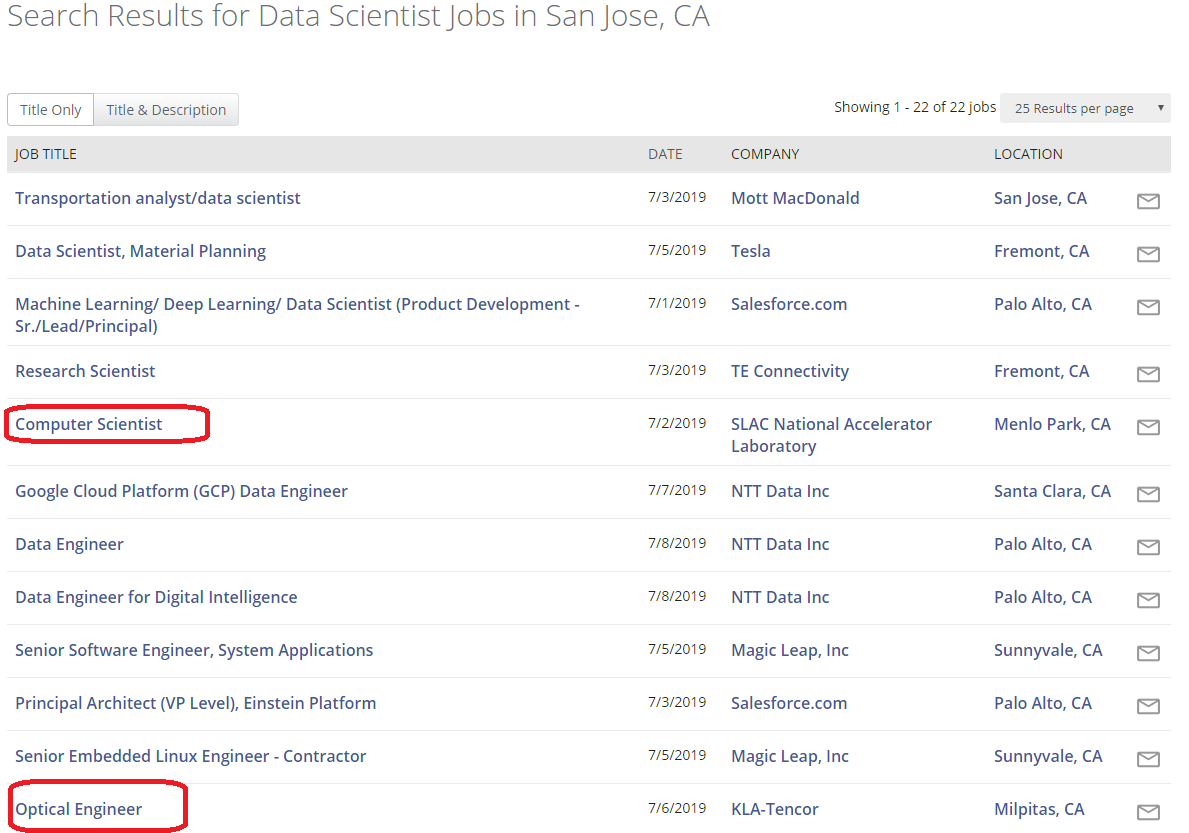 Search Results for Data Scientist Jobs in San Jose, CA
Title Only Title & Description Showing 1 - 22 of 22 jobs 25 Results per page
JOB TITLE DATE COMPANY LOCATION
Transportation analyst/data scientist 7/3/2019 Mott MacDonald San Jose, CA
Data Scientist, Material Planning 7/5/2019 Tesla Fremont, CA
Machine Learning/ Deep Learning/ Data Scientist (Product Development - 7/1/2019 Salesforce.com Palo Alto, CA
Sr./Lead/Principal)
Research Scientist 7/3/2019 TE Connectivity Fremont, CA
Computer Scientist 7/2/2019 SLAC National Accelerator Menlo Park, CA
Laboratory
Google Cloud Platform (GCP) Data Engineer 7/7/2019 NTT Data Inc Santa Clara, CA
Data Engineer 7/8/2019 NTT Data Inc Palo Alto, CA
Data Engineer for Digital Intelligence 7/8/2019 NTT Data Inc Palo Alto, CA
Senior Software Engineer, System Applications 7/5/2019 Magic Leap, Inc Sunnyvale, CA
Principal Architect (VP Level), Einstein Platform 7/3/2019 Salesforce.com Palo Alto, CA
Senior Embedded Linux Engineer - Contractor 7/5/2019 Magic Leap, Inc Sunnyvale, CA
Optical Engineer 7/6/2019 KLA-Tencor Milpitas, CA